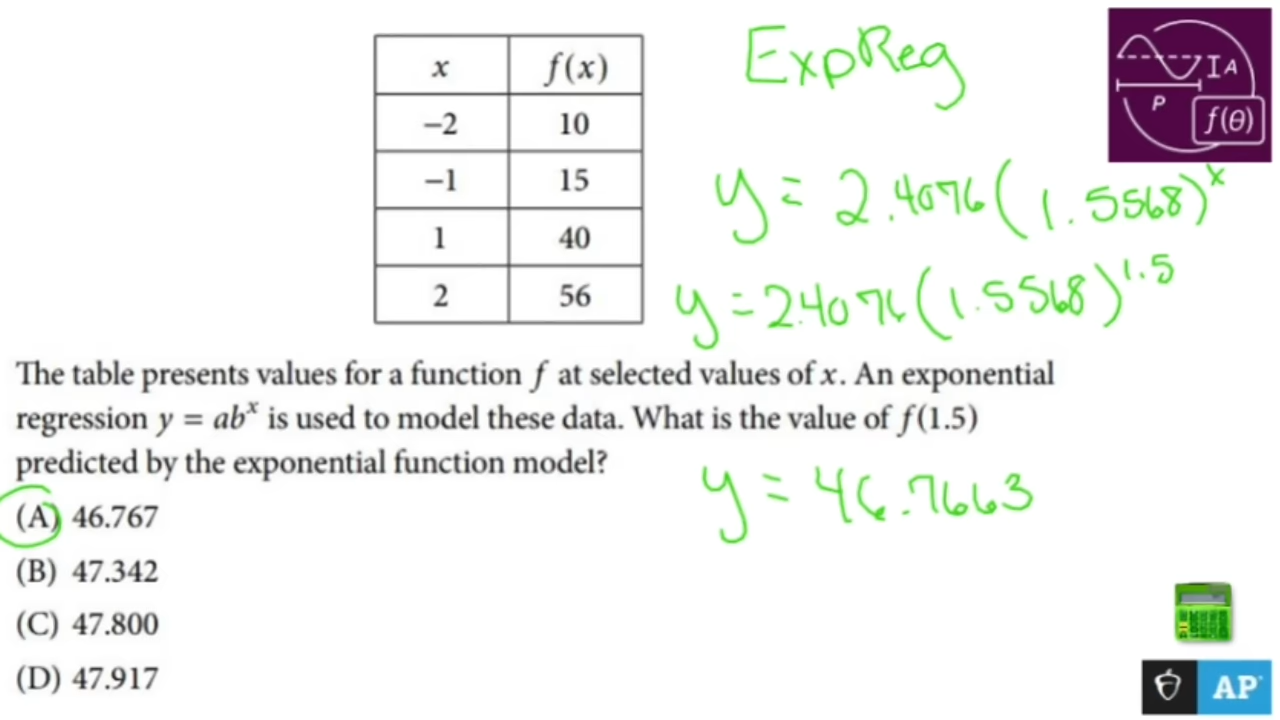 x f(x)
−2 10
−1 15
1 40
2 56
ExpReg
I A
P
f(θ)
y = 2.4076(1.5568)^x
y = 2.4076(1.5568)^1.5
The table presents values for a function f at selected values of x. An exponential
regression y = ab^x is used to model these data. What is the value of f(1.5)
predicted by the exponential function model?
(A) 46.767
(B) 47.342
(C) 47.800
(D) 47.917
y = 46.7663
AP